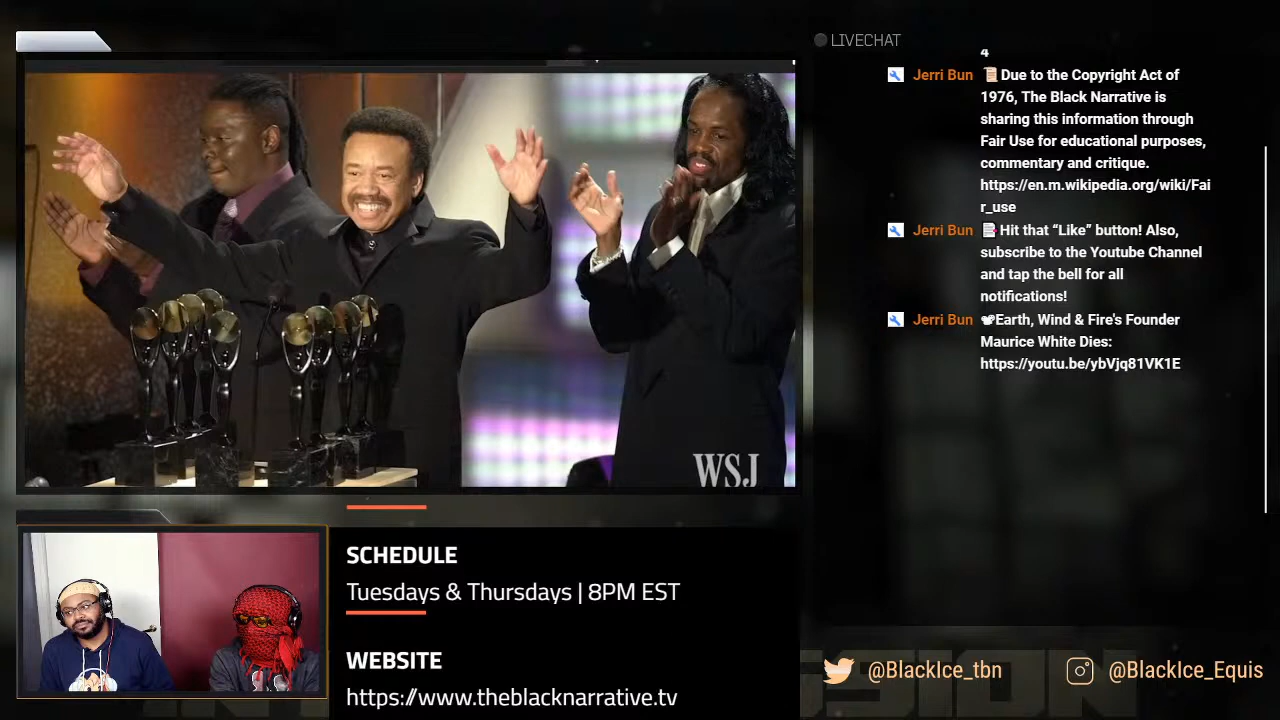 LIVECHAT
4
Jerri Bun 📜Due to the Copyright Act of
1976, The Black Narrative is
sharing this information through
Fair Use for educational purposes,
commentary and critique.
https://en.m.wikipedia.org/wiki/Fai
r_use
Jerri Bun 📑Hit that “Like” button! Also,
subscribe to the Youtube Channel
and tap the bell for all
notifications!
Jerri Bun 📽Earth, Wind & Fire's Founder
Maurice White Dies:
https://youtu.be/ybVjq81VK1E
WSJ
SCHEDULE
Tuesdays & Thursdays | 8PM EST
WEBSITE
https://www.theblacknarrative.tv
@BlackIce_tbn
@BlackIce_Equis